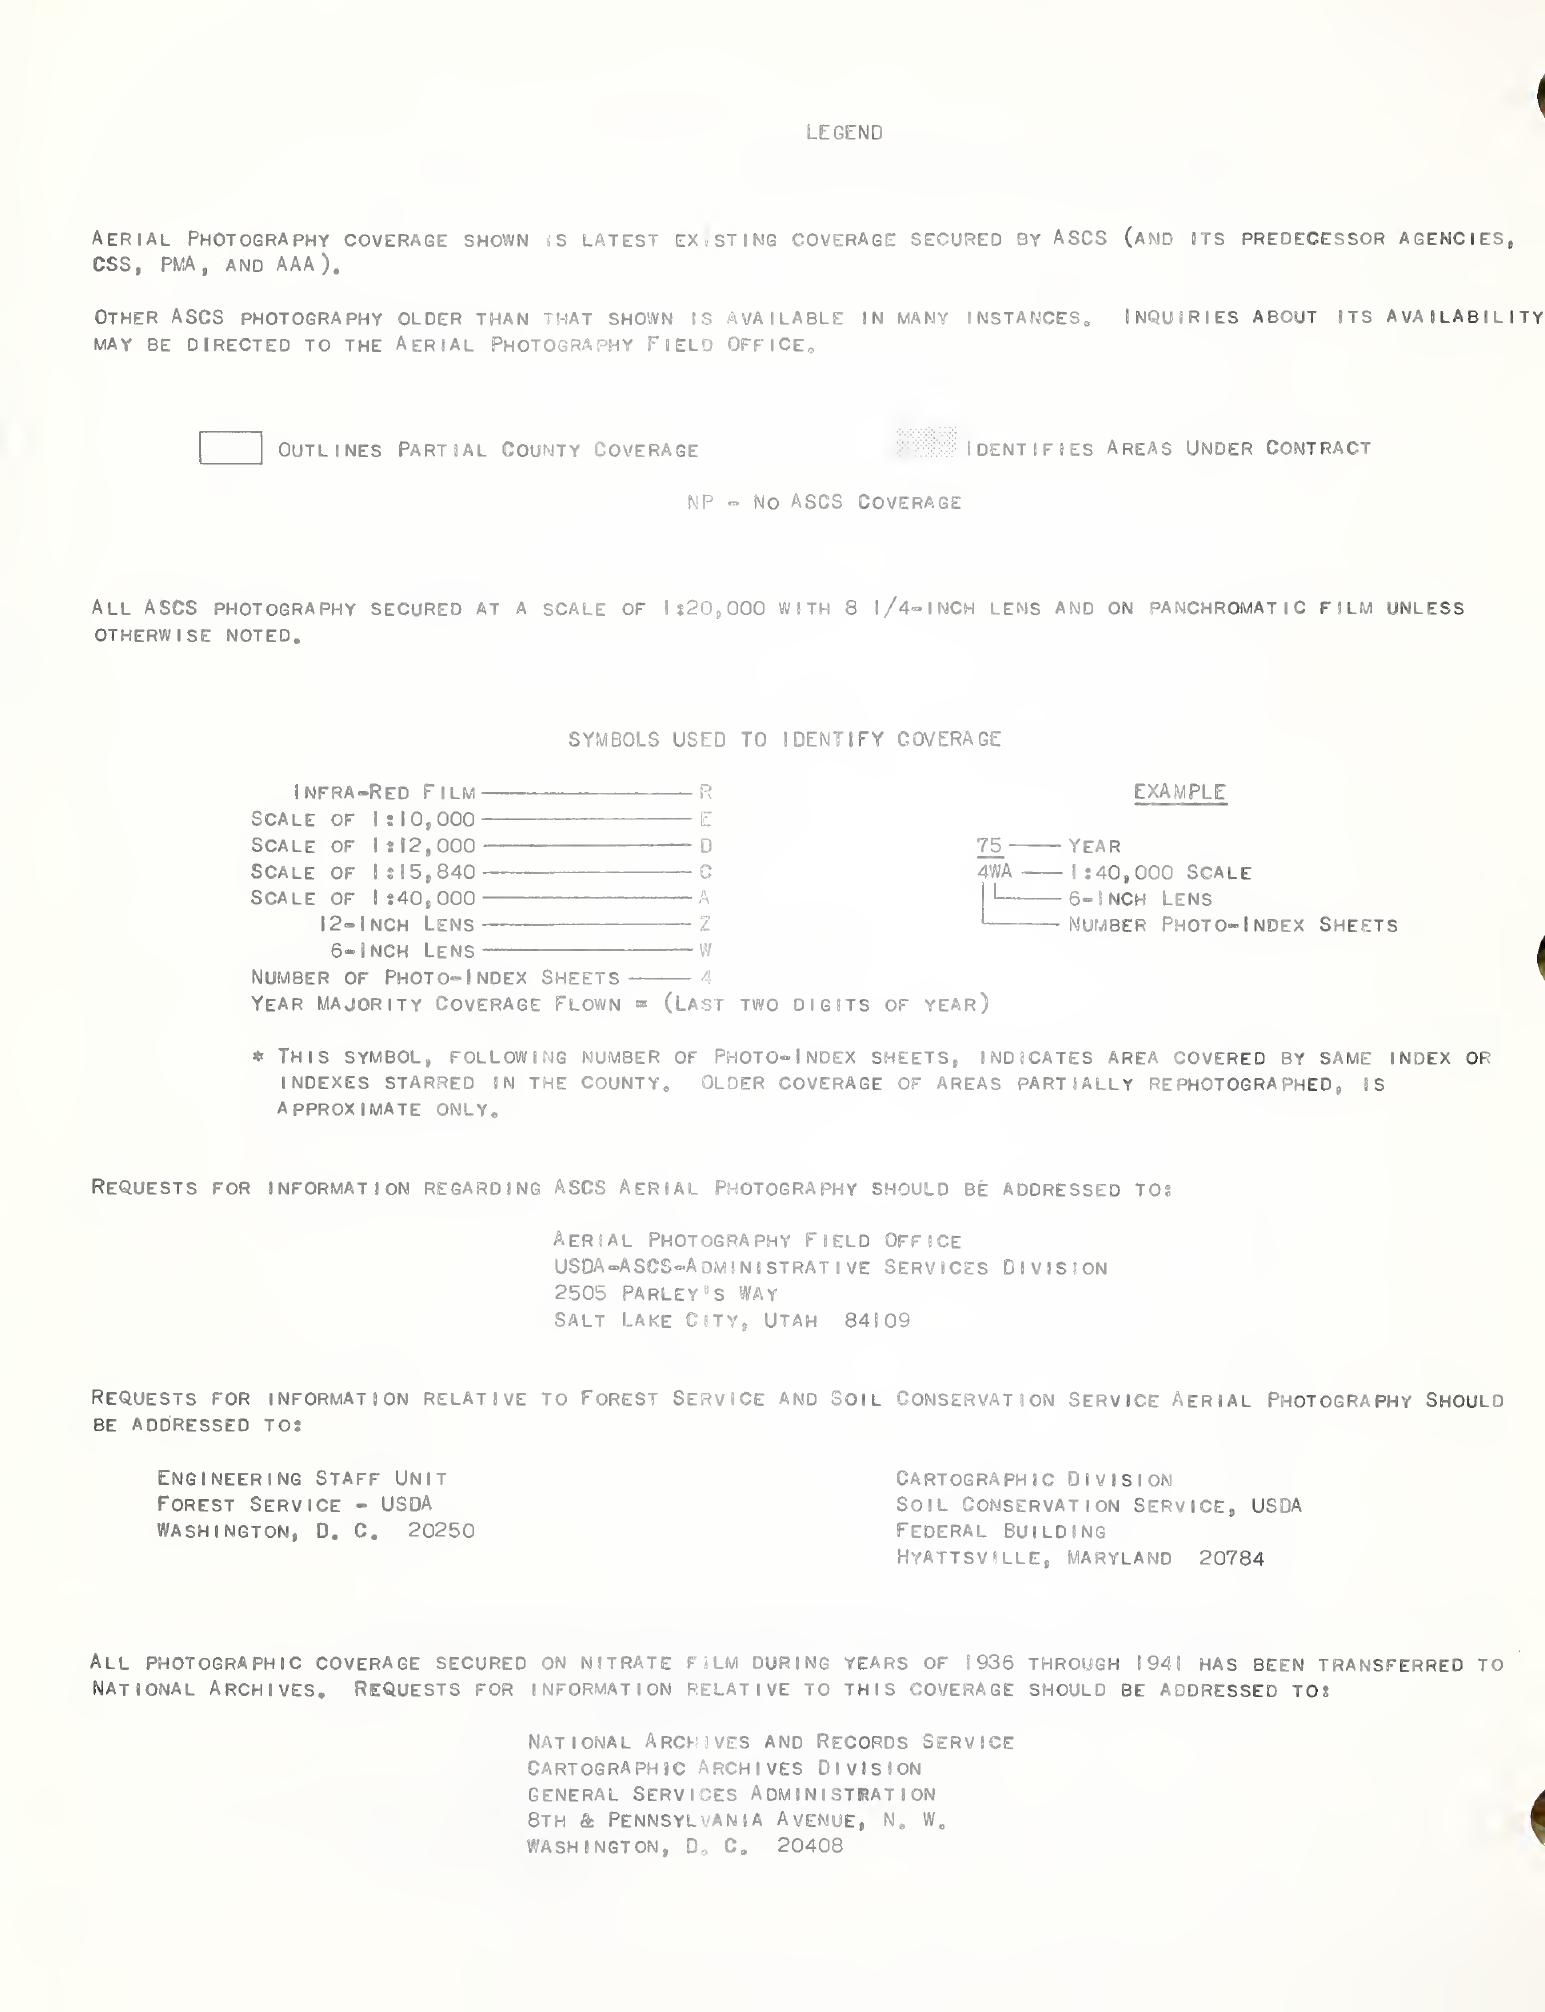 LEGEND
AERIAL PHOTOGRAPHY COVERAGE SHOWN IS LATEST EXISTING COVERAGE SECURED BY ASCS (AND ITS PREDECESSOR AGENCIES,
CSS, PMA, AND AAA).
OTHER ASCS PHOTOGRAPHY OLDER THAN THAT SHOWN IS AVAILABLE IN MANY INSTANCES. INQUIRIES ABOUT ITS AVAILABILITY
MAY BE DIRECTED TO THE AERIAL PHOTOGRAPHY FIELD OFFICE.
OUTLINES PARTIAL COUNTY COVERAGE
IDENTIFIES AREAS UNDER CONTRACT
NP - NO ASCS COVERAGE
ALL ASCS PHOTOGRAPHY SECURED AT A SCALE OF 1:20,000 WITH 8 1/4-INCH LENS AND ON PANCHROMATIC FILM UNLESS
OTHERWISE NOTED.
SYMBOLS USED TO IDENTIFY COVERAGE
INFRA-RED FILM R
SCALE OF 1:10,000 E
SCALE OF 1:12,000 D
SCALE OF 1:15,840 C
SCALE OF 1:40,000 A
12-INCH LENS Z
6-INCH LENS W
NUMBER OF PHOTO-INDEX SHEETS 4
YEAR MAJORITY COVERAGE FLOWN = (LAST TWO DIGITS OF YEAR)
EXAMPLE
75 YEAR
4WA 1:40,000 SCALE
6-INCH LENS
NUMBER PHOTO-INDEX SHEETS
* THIS SYMBOL, FOLLOWING NUMBER OF PHOTO-INDEX SHEETS, INDICATES AREA COVERED BY SAME INDEX OR
INDEXES STARRED IN THE COUNTY. OLDER COVERAGE OF AREAS PARTIALLY REPHOTOGRAPHED, IS
APPROXIMATE ONLY.
REQUESTS FOR INFORMATION REGARDING ASCS AERIAL PHOTOGRAPHY SHOULD BE ADDRESSED TO:
AERIAL PHOTOGRAPHY FIELD OFFICE
USDA-ASCS-ADMINISTRATIVE SERVICES DIVISION
2505 PARLEY'S WAY
SALT LAKE CITY, UTAH 84109
REQUESTS FOR INFORMATION RELATIVE TO FOREST SERVICE AND SOIL CONSERVATION SERVICE AERIAL PHOTOGRAPHY SHOULD
BE ADDRESSED TO:
ENGINEERING STAFF UNIT
FOREST SERVICE - USDA
WASHINGTON, D. C. 20250
CARTOGRAPHIC DIVISION
SOIL CONSERVATION SERVICE, USDA
FEDERAL BUILDING
HYATTSVILLE, MARYLAND 20784
ALL PHOTOGRAPHIC COVERAGE SECURED ON NITRATE FILM DURING YEARS OF 1936 THROUGH 1941 HAS BEEN TRANSFERRED TO
NATIONAL ARCHIVES. REQUESTS FOR INFORMATION RELATIVE TO THIS COVERAGE SHOULD BE ADDRESSED TO:
NATIONAL ARCHIVES AND RECORDS SERVICE
CARTOGRAPHIC ARCHIVES DIVISION
GENERAL SERVICES ADMINISTRATION
8TH & PENNSYLVANIA AVENUE, N. W.
WASHINGTON, D. C. 20408